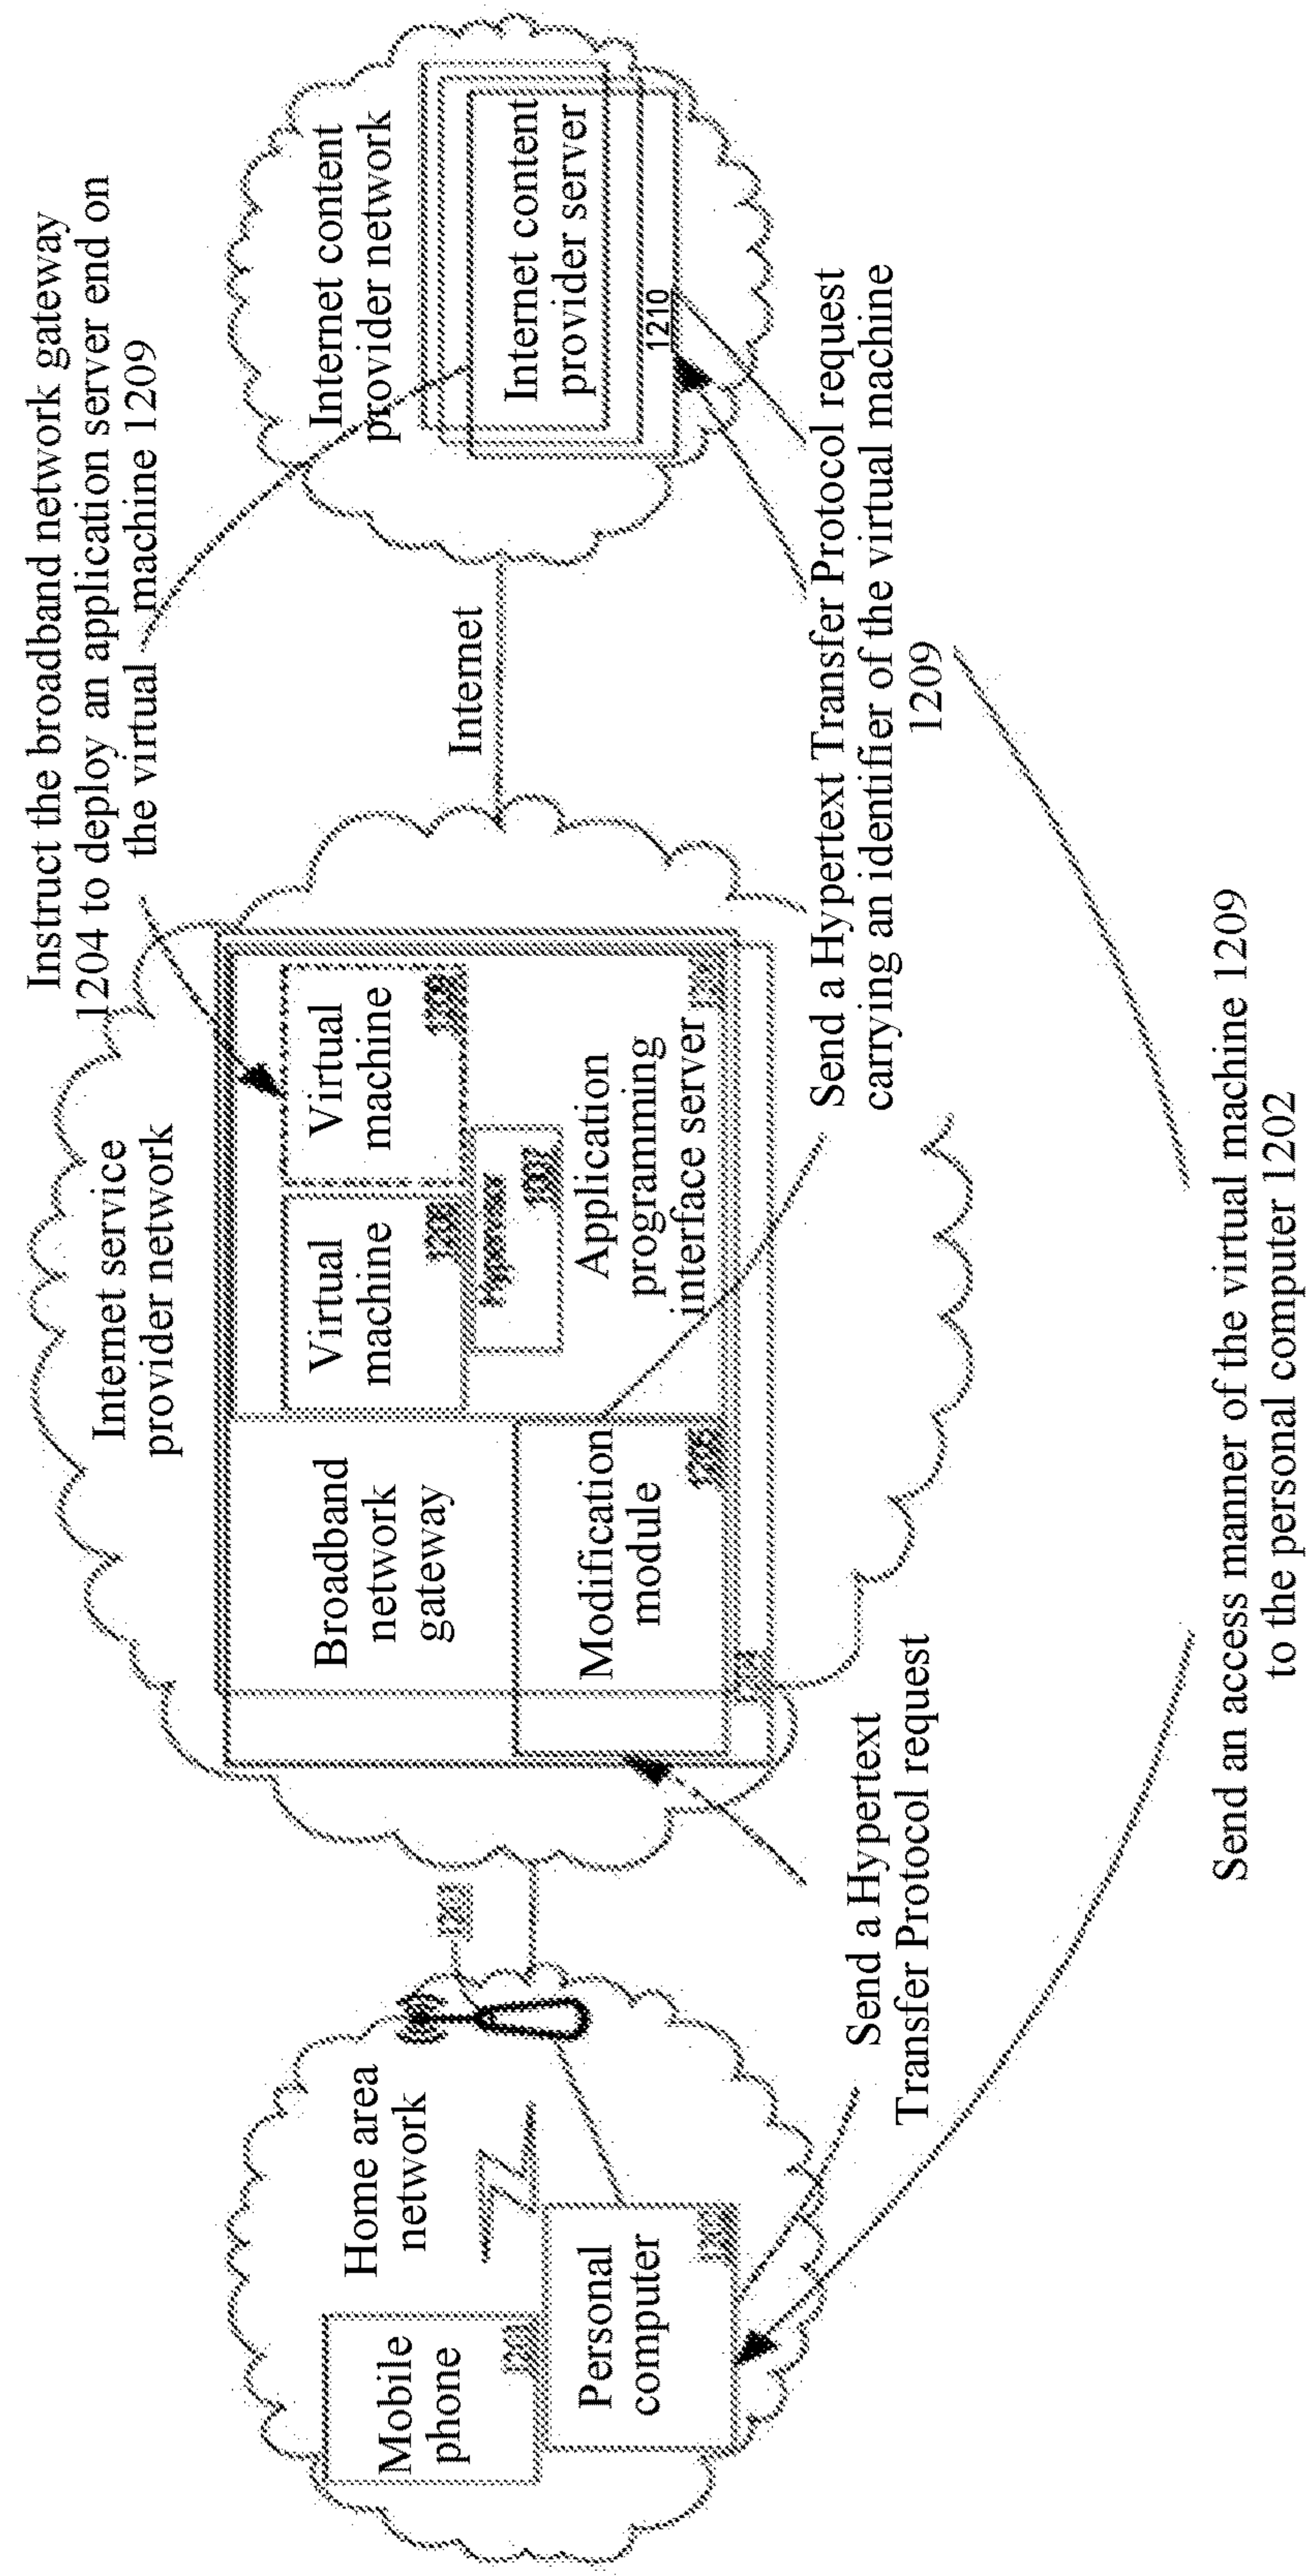 Instruct the broadband network gateway
1204 to deploy an application server end on
the virtual machine 1209
Internet service
provider network
Internet content
provider network
Home area
network
Internet
Mobile
phone
Personal
computer
Broadband
network
gateway
Modification
module
Virtual
machine
Virtual
machine
Application
programming
interface server
Internet content
provider server
1210
Send a Hypertext
Transfer Protocol request
Send a Hypertext Transfer Protocol request
carrying an identifier of the virtual machine
1209
Send an access manner of the virtual machine 1209
to the personal computer 1202